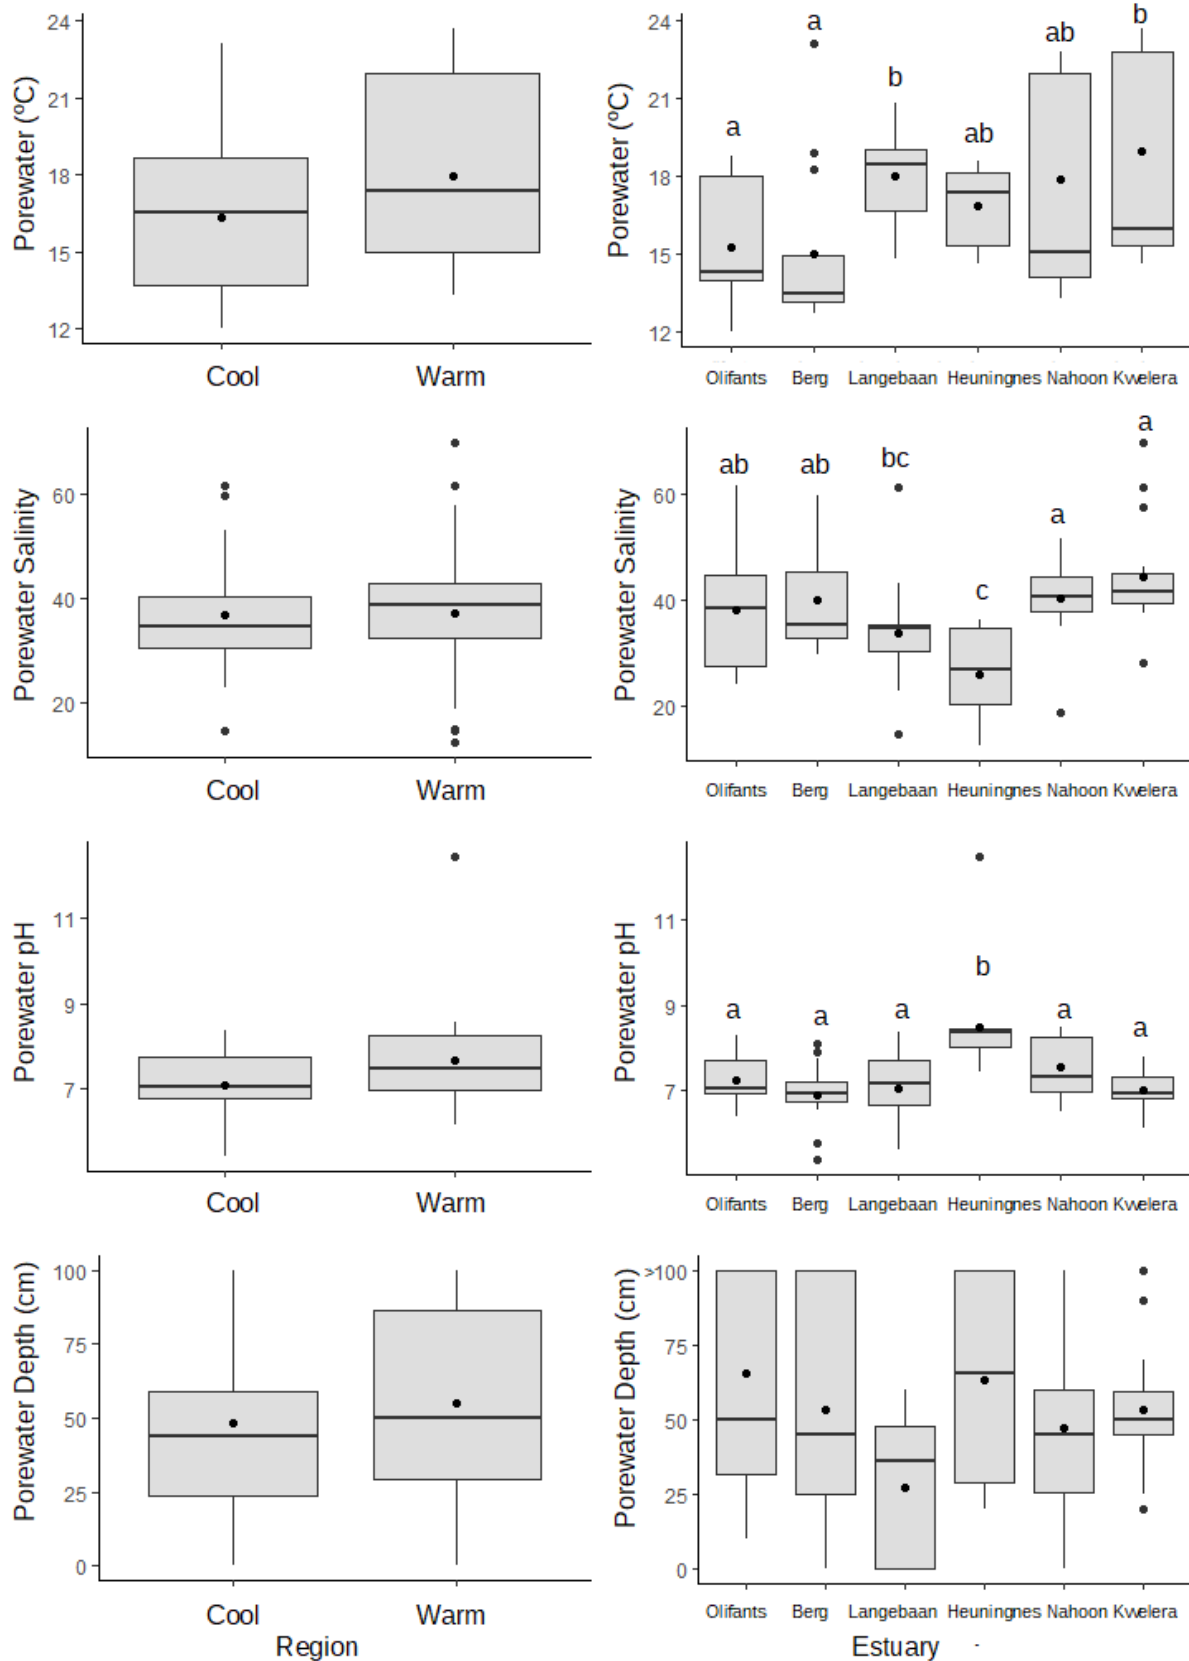 Porewater (ºC)
24
21
18
15
12
Cool Warm
Porewater (ºC)
24
21
18
15
12
a a b ab ab b
Olifants Berg Langebaan Heuningnes Nahoon Kwelera
Porewater Salinity
60
40
20
Cool Warm
Porewater Salinity
60
40
20
ab ab bc c a a
Olifants Berg Langebaan Heuningnes Nahoon Kwelera
Porewater pH
11
9
7
Cool Warm
Porewater pH
11
9
7
a a a b a a
Olifants Berg Langebaan Heuningnes Nahoon Kwelera
Porewater Depth (cm)
100
75
50
25
0
Cool Warm
Region
Porewater Depth (cm)
>100
75
50
25
0
Olifants Berg Langebaan Heuningnes Nahoon Kwelera
Estuary